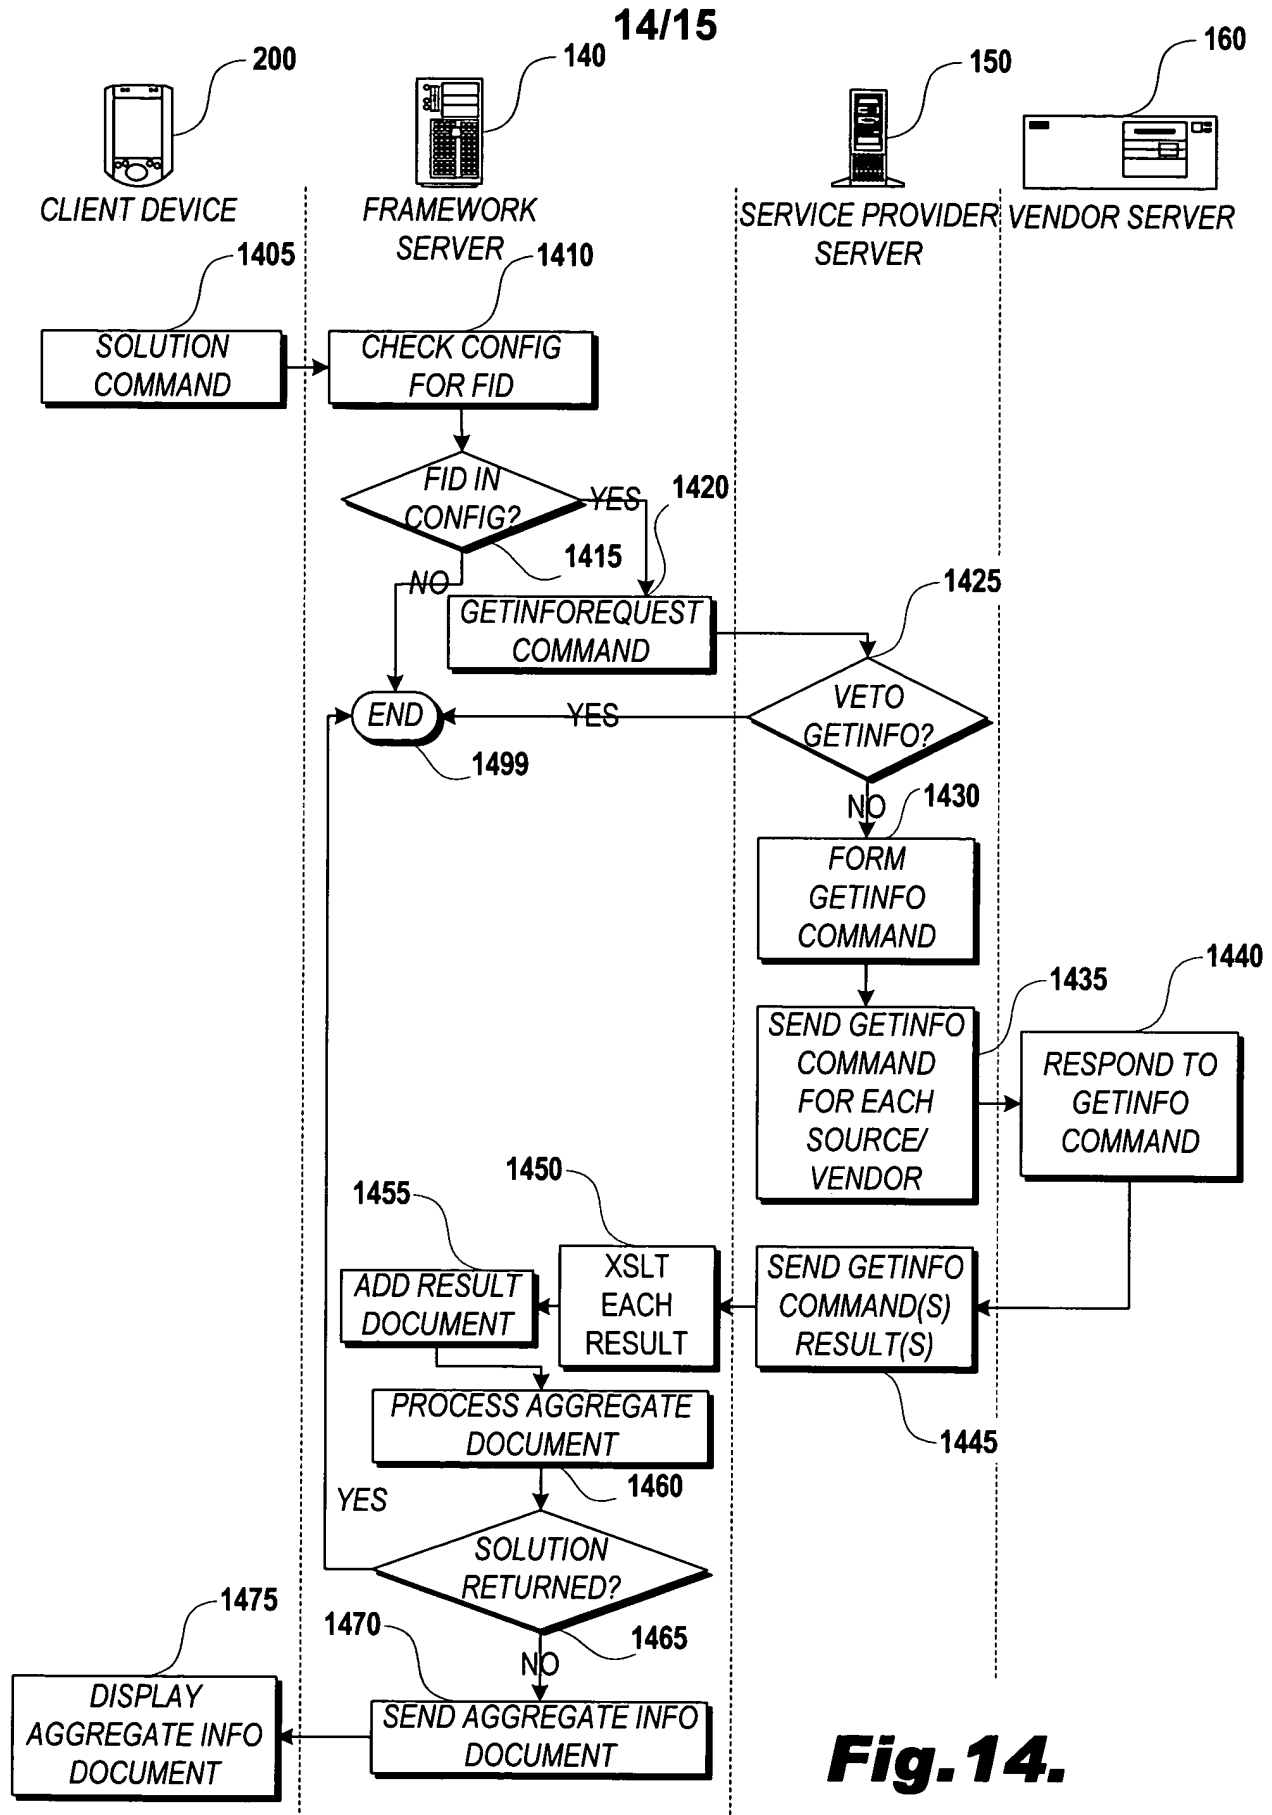 14/15
200
140
150
160
CLIENT DEVICE
FRAMEWORK
SERVER
SERVICE PROVIDER
SERVER
VENDOR SERVER
1405
1410
SOLUTION
COMMAND
CHECK CONFIG
FOR FID
FID IN
CONFIG?
YES
1420
1415
NO
1425
GETINFOREQUEST
COMMAND
VETO
GETINFO?
END
YES
1499
NO
1430
FORM
GETINFO
COMMAND
1435
1440
SEND GETINFO
COMMAND
FOR EACH
SOURCE/
VENDOR
RESPOND TO
GETINFO
COMMAND
1450
1455
ADD RESULT
DOCUMENT
XSLT
EACH
RESULT
SEND GETINFO
COMMAND(S)
RESULT(S)
PROCESS AGGREGATE
DOCUMENT
1445
1460
YES
SOLUTION
RETURNED?
1475
1470
1465
NO
DISPLAY
AGGREGATE INFO
DOCUMENT
SEND AGGREGATE INFO
DOCUMENT
Fig.14.